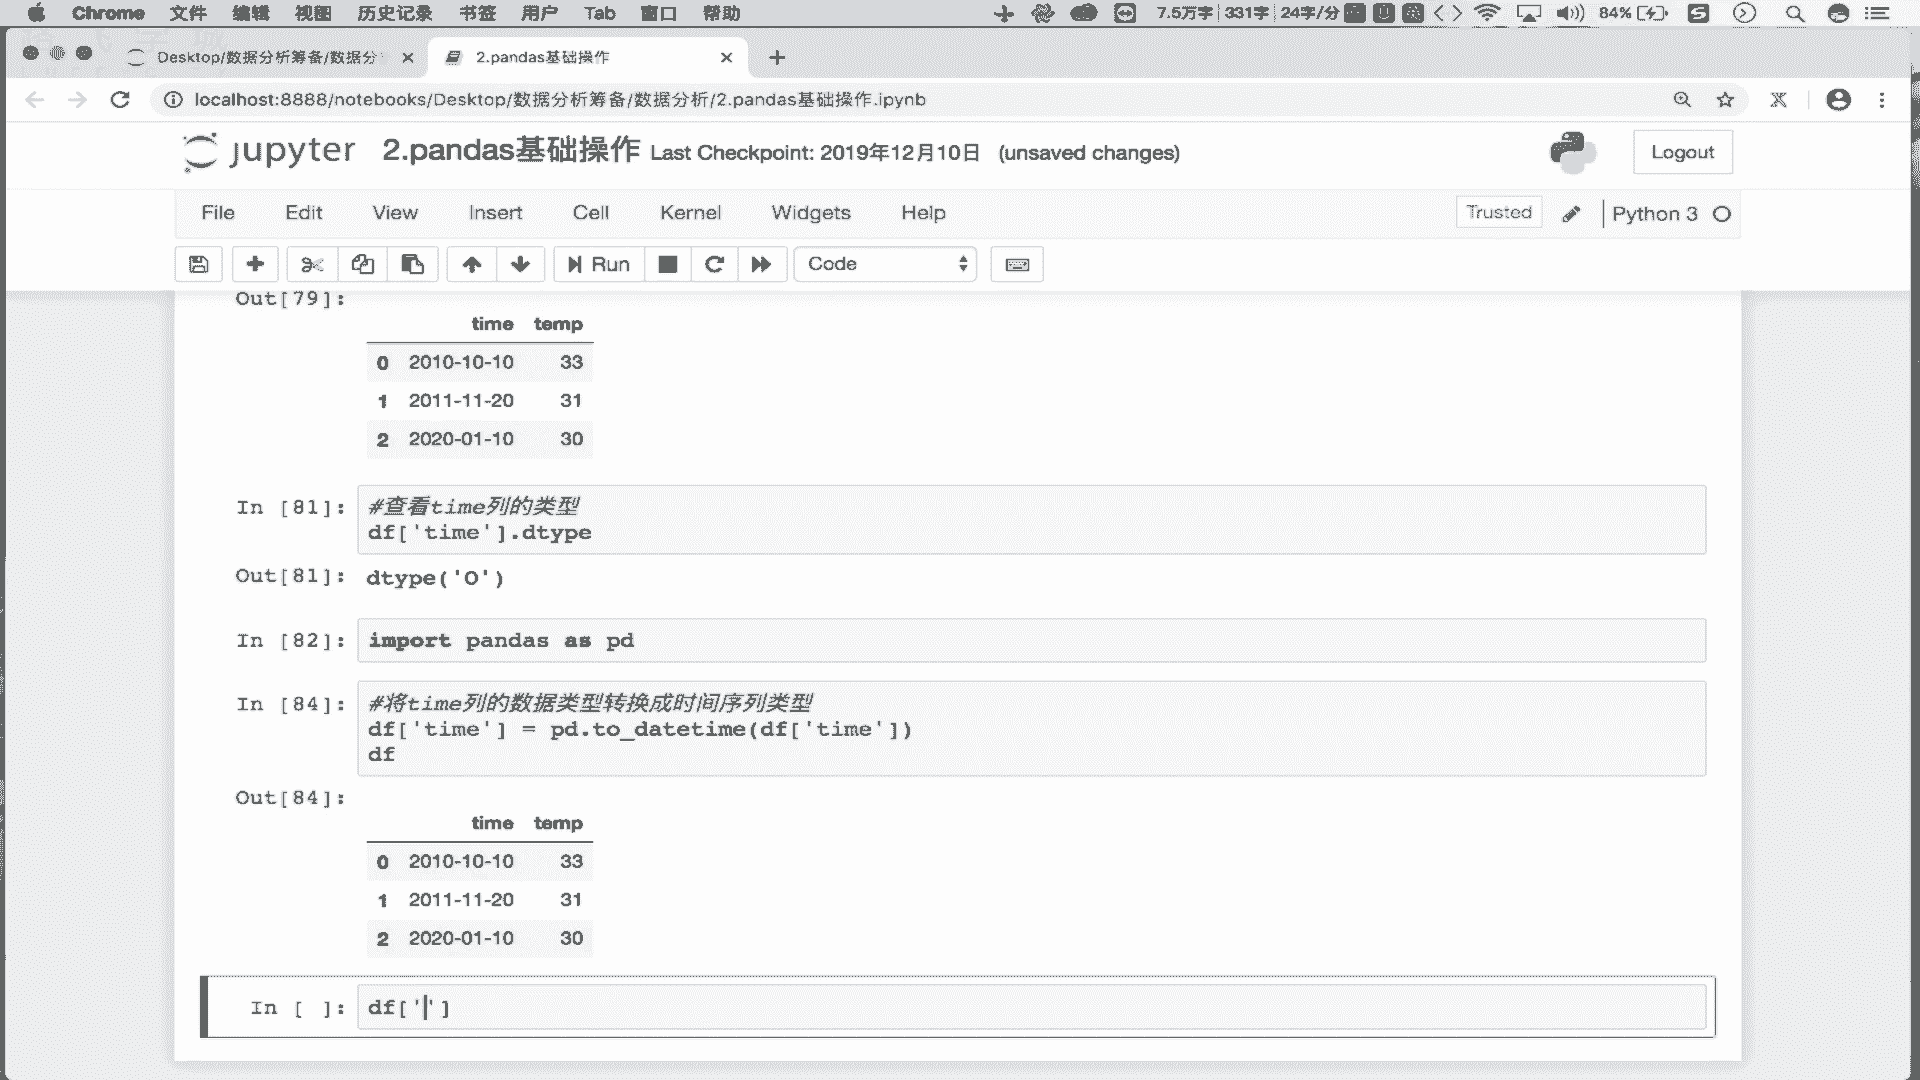 Chrome 文件 编辑 视图 历史记录 书签 用户 Tab 窗口 帮助 7.5万字 331字 24字/分 84%
Desktop/数据分析筹备/数据分 2.pandas基础操作
localhost:8888/notebooks/Desktop/数据分析筹备/数据分析/2.pandas基础操作.ipynb
jupyter 2.pandas基础操作 Last Checkpoint: 2019年12月10日 (unsaved changes) Logout
File Edit View Insert Cell Kernel Widgets Help Trusted Python 3
Run Code
Out[79]:
time temp
0 2010-10-10 33
1 2011-11-20 31
2 2020-01-10 30
In [81]: #查看time列的类型
df['time'].dtype
Out[81]: dtype('O')
In [82]: import pandas as pd
In [84]: #将time列的数据类型转换成时间序列类型
df['time'] = pd.to_datetime(df['time'])
df
Out[84]:
time temp
0 2010-10-10 33
1 2011-11-20 31
2 2020-01-10 30
In [ ]: df['']